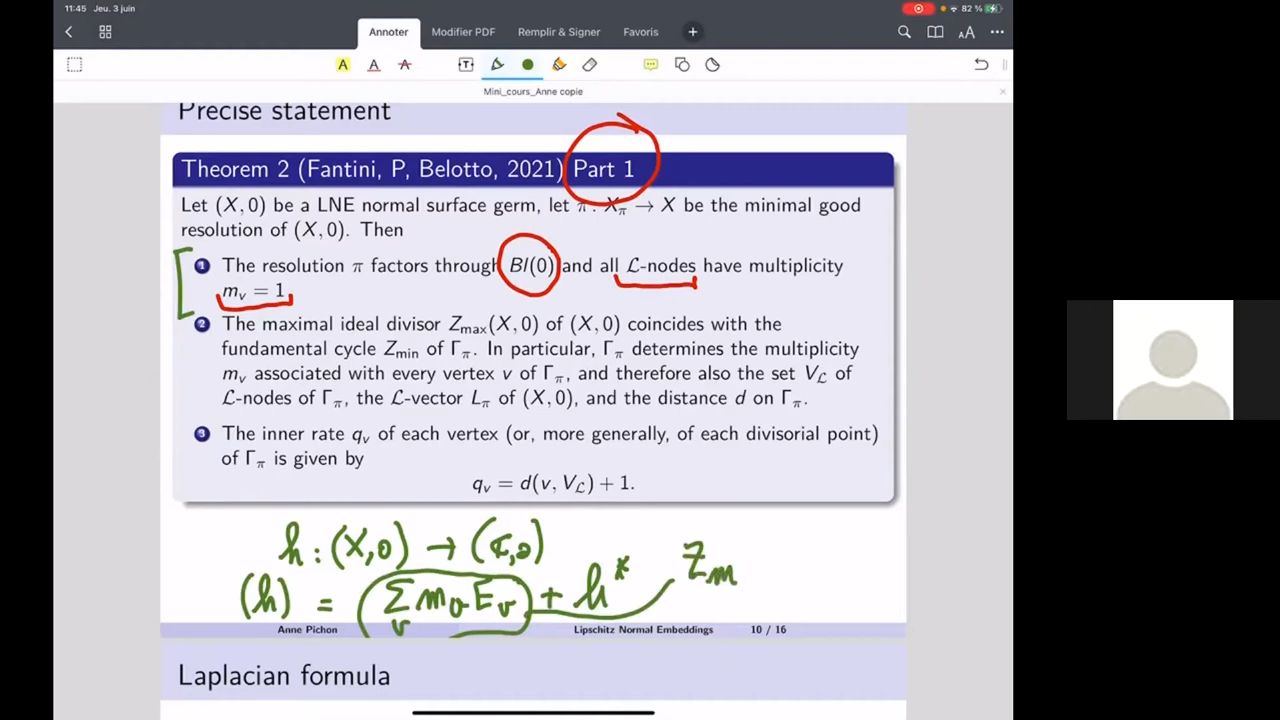 11:45 Jeu. 3 juin
82 %
Annoter
Modifier PDF
Remplir & Signer
Favoris
+
AA
A A A T
Mini_cours_Anne copie
Precise statement
Theorem 2 (Fantini, P, Belotto, 2021) Part 1
Let (X, 0) be a LNE normal surface germ, let π : X_π → X be the minimal good
resolution of (X, 0). Then
1 The resolution π factors through Bl(0) and all ℒ-nodes have multiplicity
m_v = 1
2 The maximal ideal divisor Z_max(X, 0) of (X, 0) coincides with the
fundamental cycle Z_min of Γ_π. In particular, Γ_π determines the multiplicity
m_v associated with every vertex v of Γ_π, and therefore also the set V_ℒ of
ℒ-nodes of Γ_π, the ℒ-vector L_π of (X, 0), and the distance d on Γ_π.
3 The inner rate q_v of each vertex (or, more generally, of each divisorial point)
of Γ_π is given by
q_v = d(v, V_ℒ) + 1.
h : (X, 0) → (ℂ, 0)
(h) = Σ_v m_v E_v + h* Z_m
Anne Pichon
Lipschitz Normal Embeddings
10 / 16
Laplacian formula